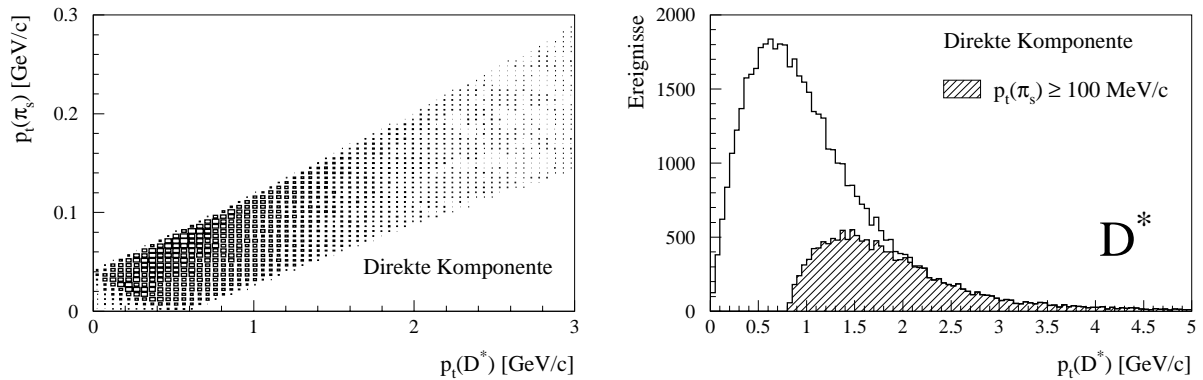 p_t(π_s) [GeV/c]
0.3
0.2
0.1
0
Direkte Komponente
0 1 2 3
p_t(D^*) [GeV/c]
Ereignisse
2000
1500
1000
500
0
Direkte Komponente
p_t(π_s) ≥ 100 MeV/c
D^*
0 0.5 1 1.5 2 2.5 3 3.5 4 4.5 5
p_t(D^*) [GeV/c]